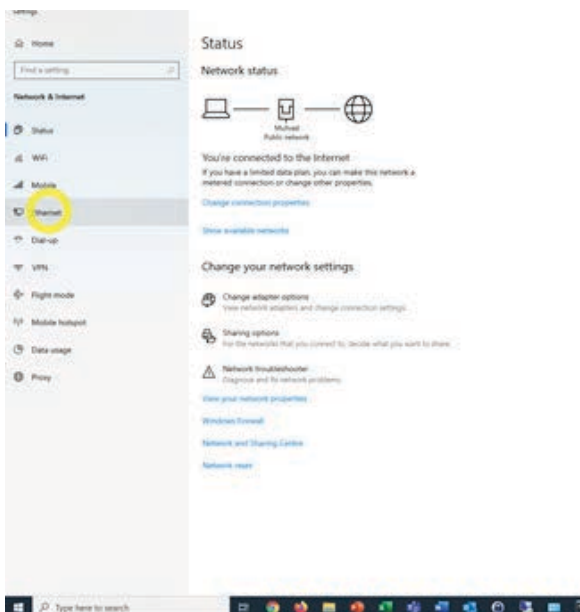 Settings
Home
Find a setting
Network & Internet
Status
WiFi
Mobile
Ethernet
Dial-up
VPN
Flight mode
Mobile hotspot
Data usage
Proxy
Status
Network status
Mullvad
Public network
You're connected to the Internet
If you have a limited data plan, you can make this network a
metered connection or change other properties.
Change connection properties
Show available networks
Change your network settings
Change adapter options
View network adapters and change connection settings.
Sharing options
For the networks that you connect to, decide what you want to share.
Network troubleshooter
Diagnose and fix network problems.
View your network properties
Windows Firewall
Network and Sharing Centre
Network reset
Type here to search